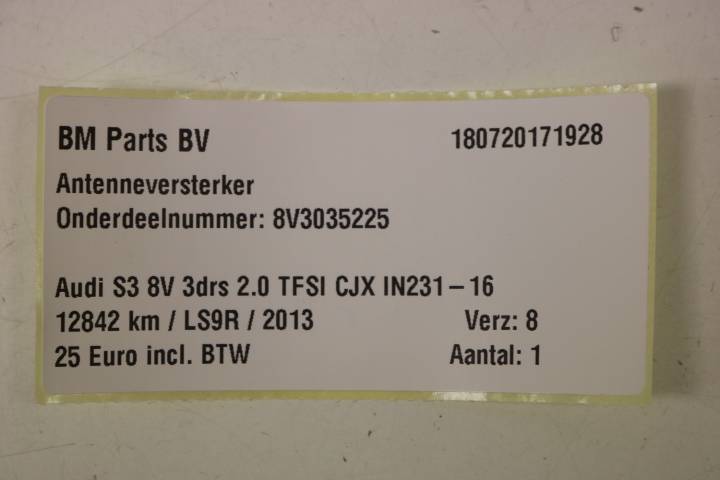 BM Parts BV 180720171928
Antenneversterker
Onderdeelnummer: 8V3035225
Audi S3 8V 3drs 2.0 TFSI CJX IN231-16
12842 km / LS9R / 2013 Verz: 8
25 Euro incl. BTW Aantal: 1